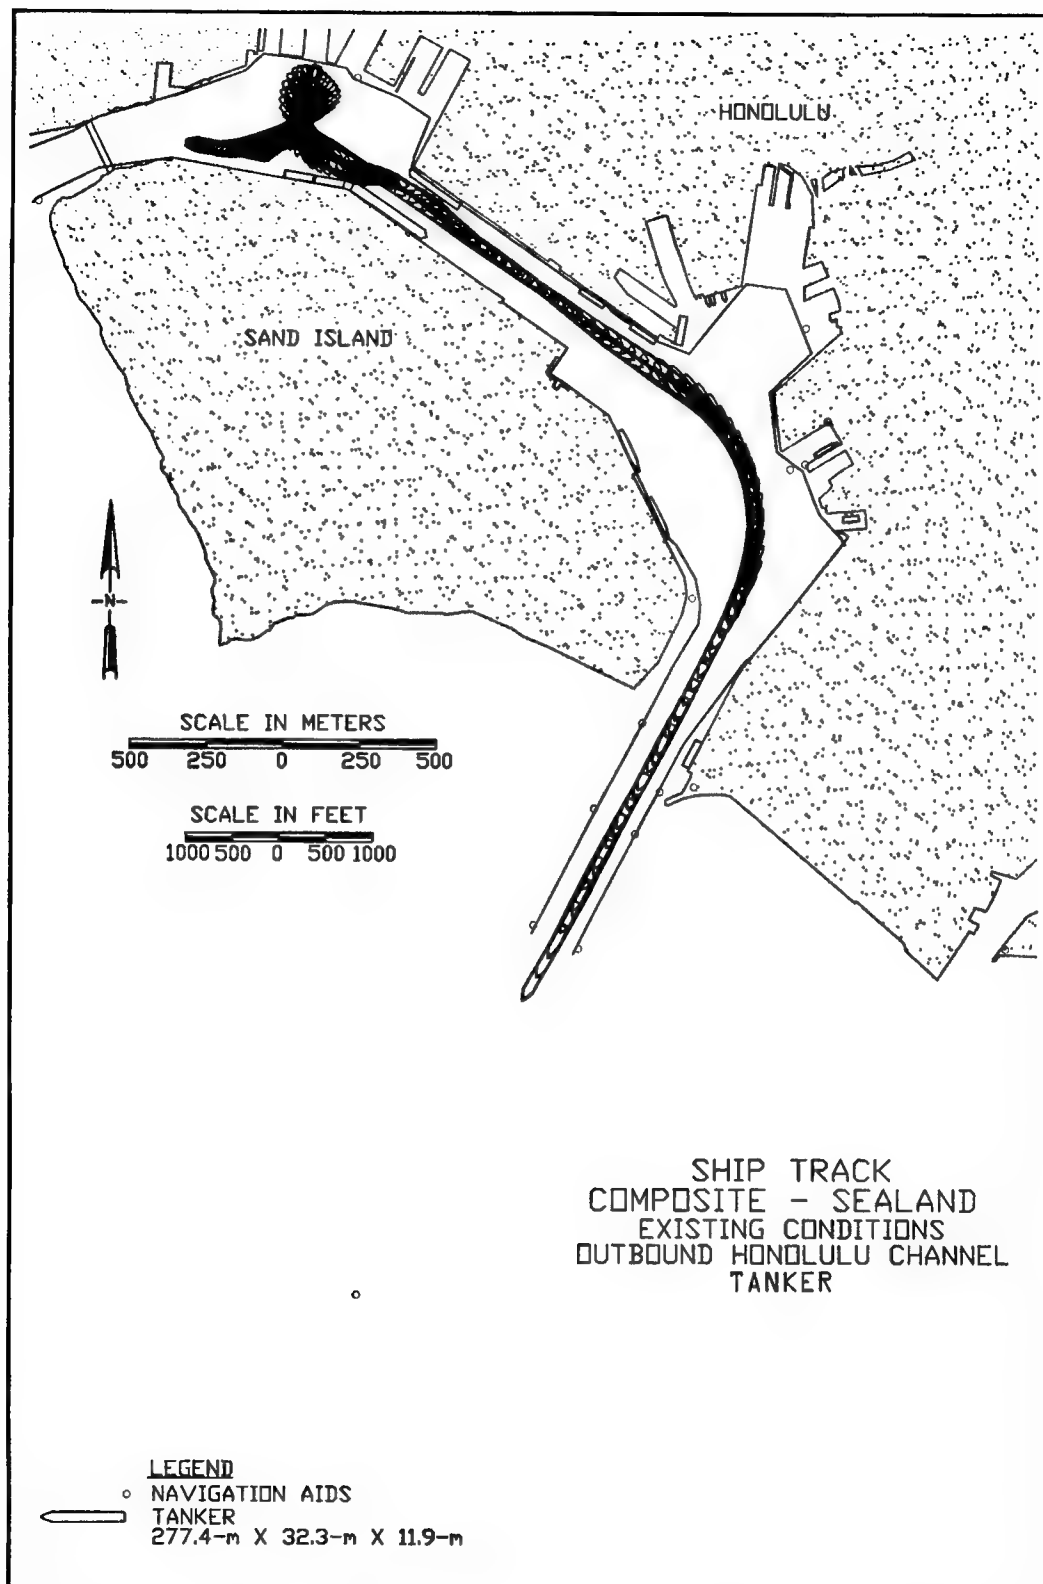 HONOLULU
SAND ISLAND
-N-
SCALE IN METERS
500 250 0 250 500
SCALE IN FEET
1000 500 0 500 1000
SHIP TRACK
COMPOSITE - SEALAND
EXISTING CONDITIONS
OUTBOUND HONOLULU CHANNEL
TANKER
LEGEND
NAVIGATION AIDS
TANKER
277.4-m X 32.3-m X 11.9-m